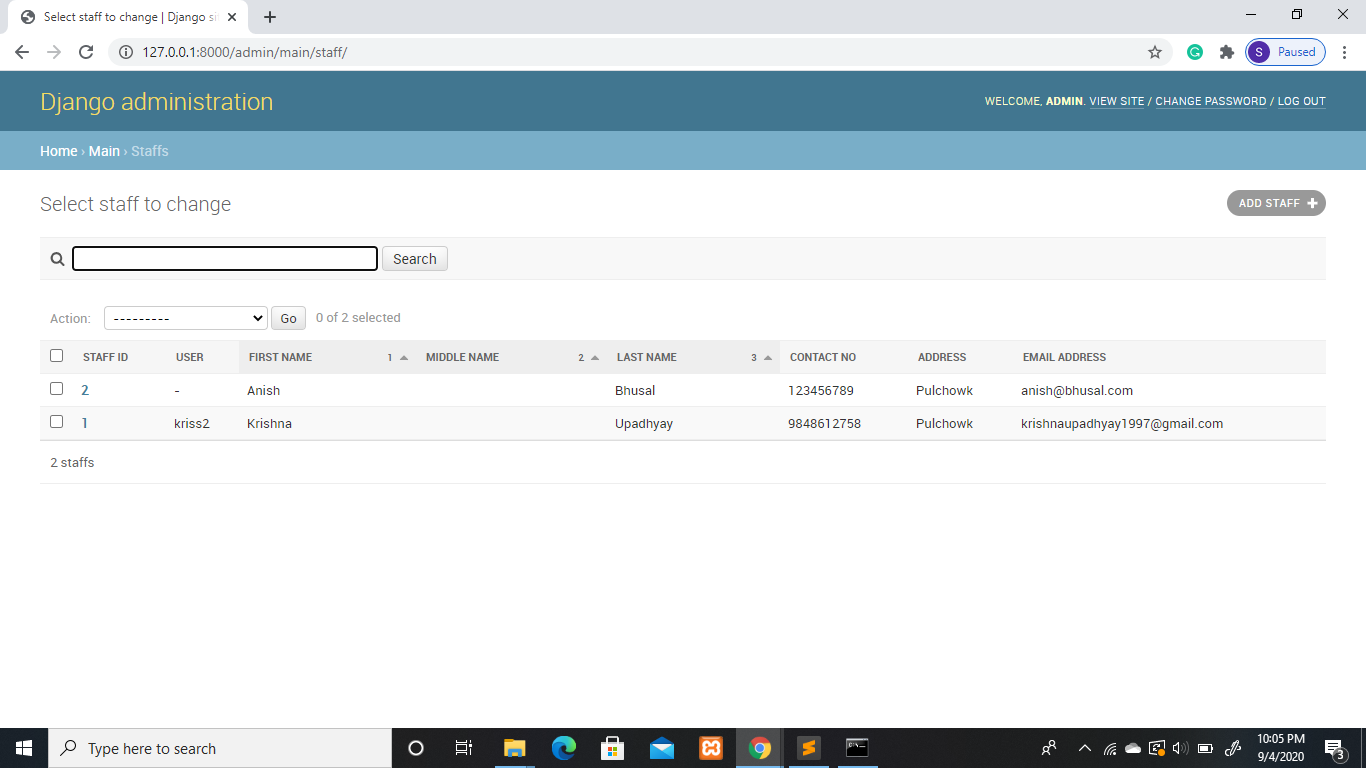 Select staff to change | Django si
127.0.0.1:8000/admin/main/staff/
S Paused
Django administration
WELCOME, ADMIN. VIEW SITE / CHANGE PASSWORD / LOG OUT
Home › Main › Staffs
Select staff to change
ADD STAFF +
Search
Action: --------- Go 0 of 2 selected
STAFF ID USER FIRST NAME 1 MIDDLE NAME 2 LAST NAME 3 CONTACT NO ADDRESS EMAIL ADDRESS
2 - Anish Bhusal 123456789 Pulchowk anish@bhusal.com
1 kriss2 Krishna Upadhyay 9848612758 Pulchowk krishnaupadhyay1997@gmail.com
2 staffs
Type here to search
10:05 PM
9/4/2020
3